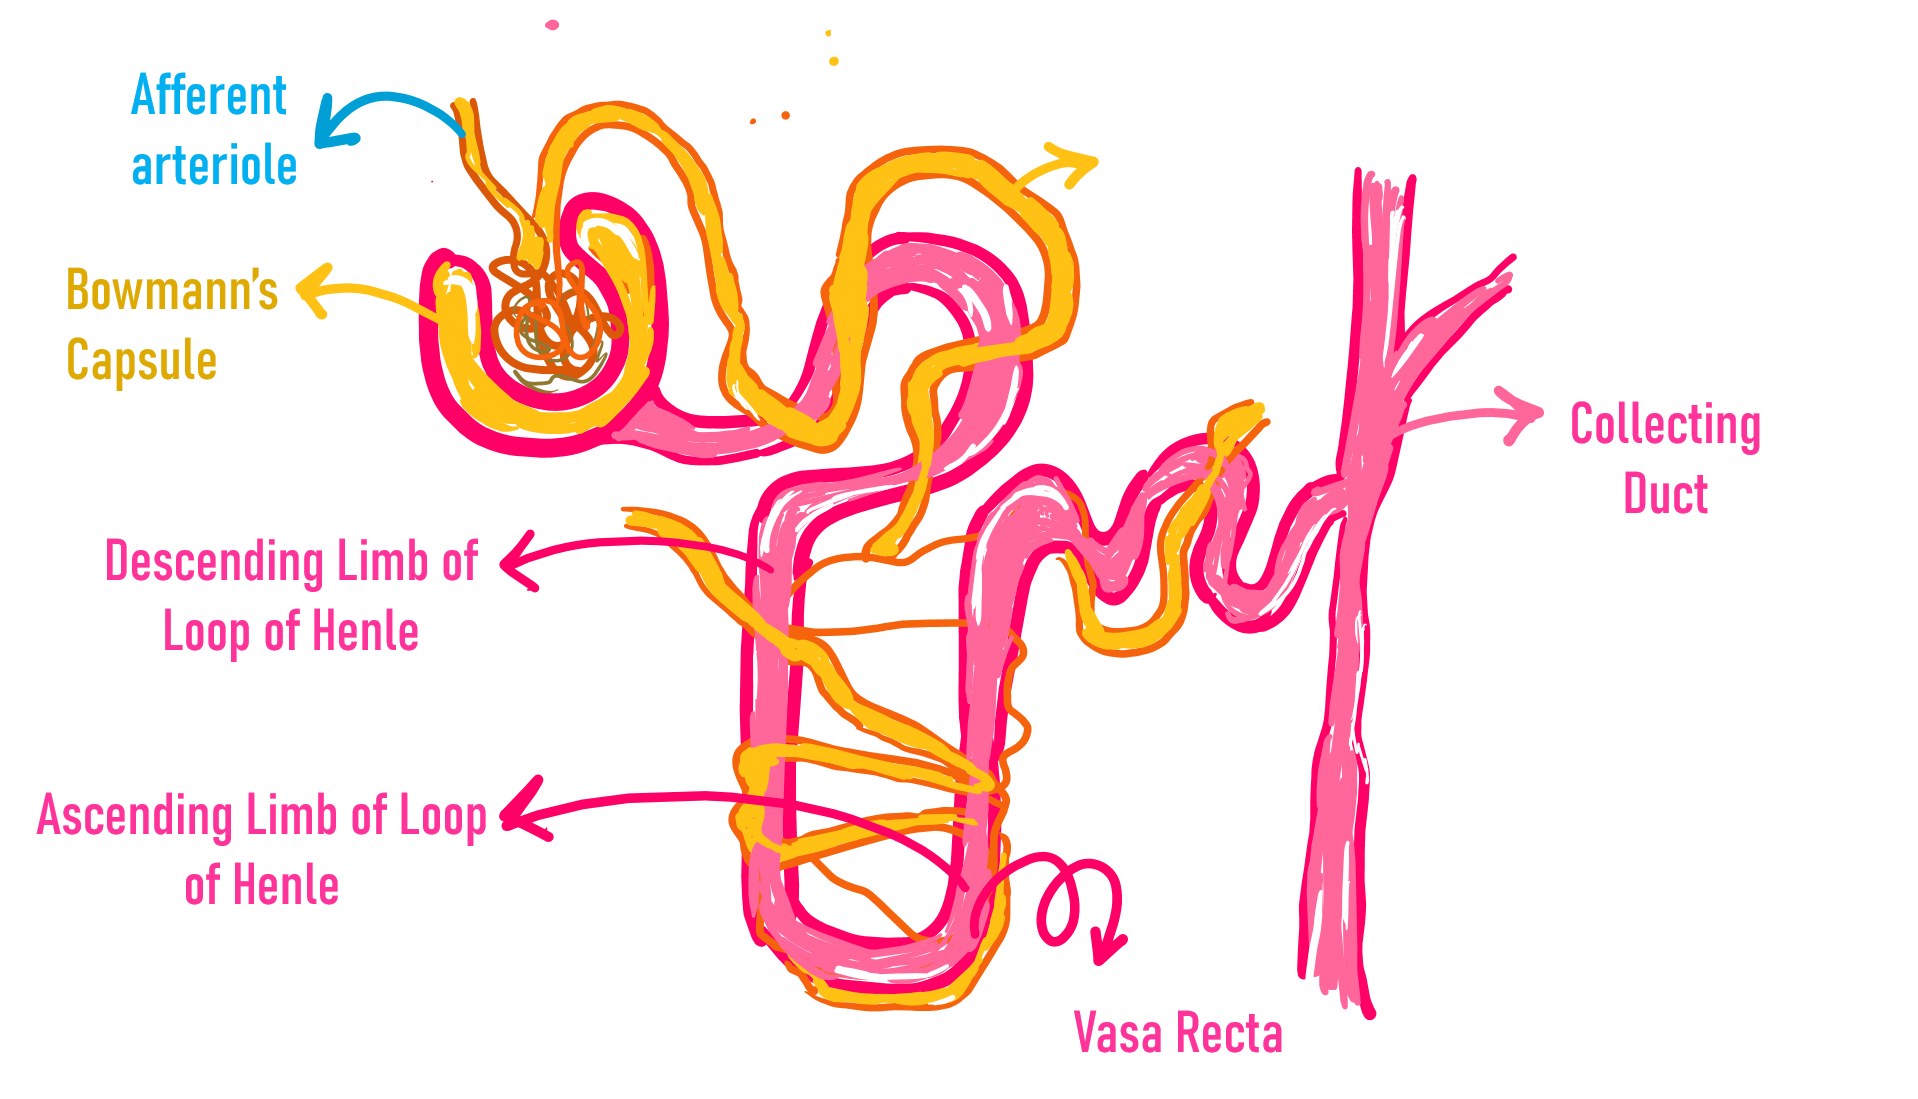 Afferent
arteriole
Bowmann's
Capsule
Collecting
Duct
Descending Limb of
Loop of Henle
Ascending Limb of Loop
of Henle
Vasa Recta